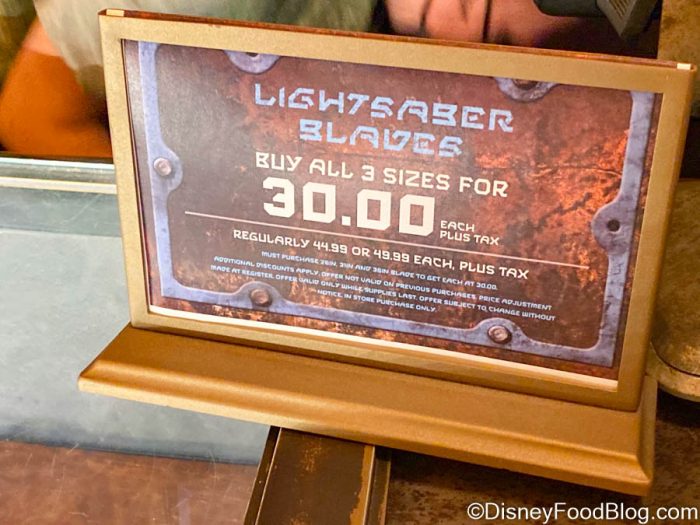 LIGHTSABER
BLADES
BUY ALL 3 SIZES FOR
30.00 EACH
PLUS TAX
REGULARLY 44.99 OR 49.99 EACH, PLUS TAX
MUST PURCHASE 26IN, 31IN AND 36IN BLADE TO GET EACH AT 30.00.
ADDITIONAL DISCOUNTS APPLY. OFFER NOT VALID ON PREVIOUS PURCHASES. PRICE ADJUSTMENT
MADE AT REGISTER. OFFER VALID ONLY WHILE SUPPLIES LAST. OFFER SUBJECT TO CHANGE WITHOUT
NOTICE. IN STORE PURCHASE ONLY.
©DisneyFoodBlog.com